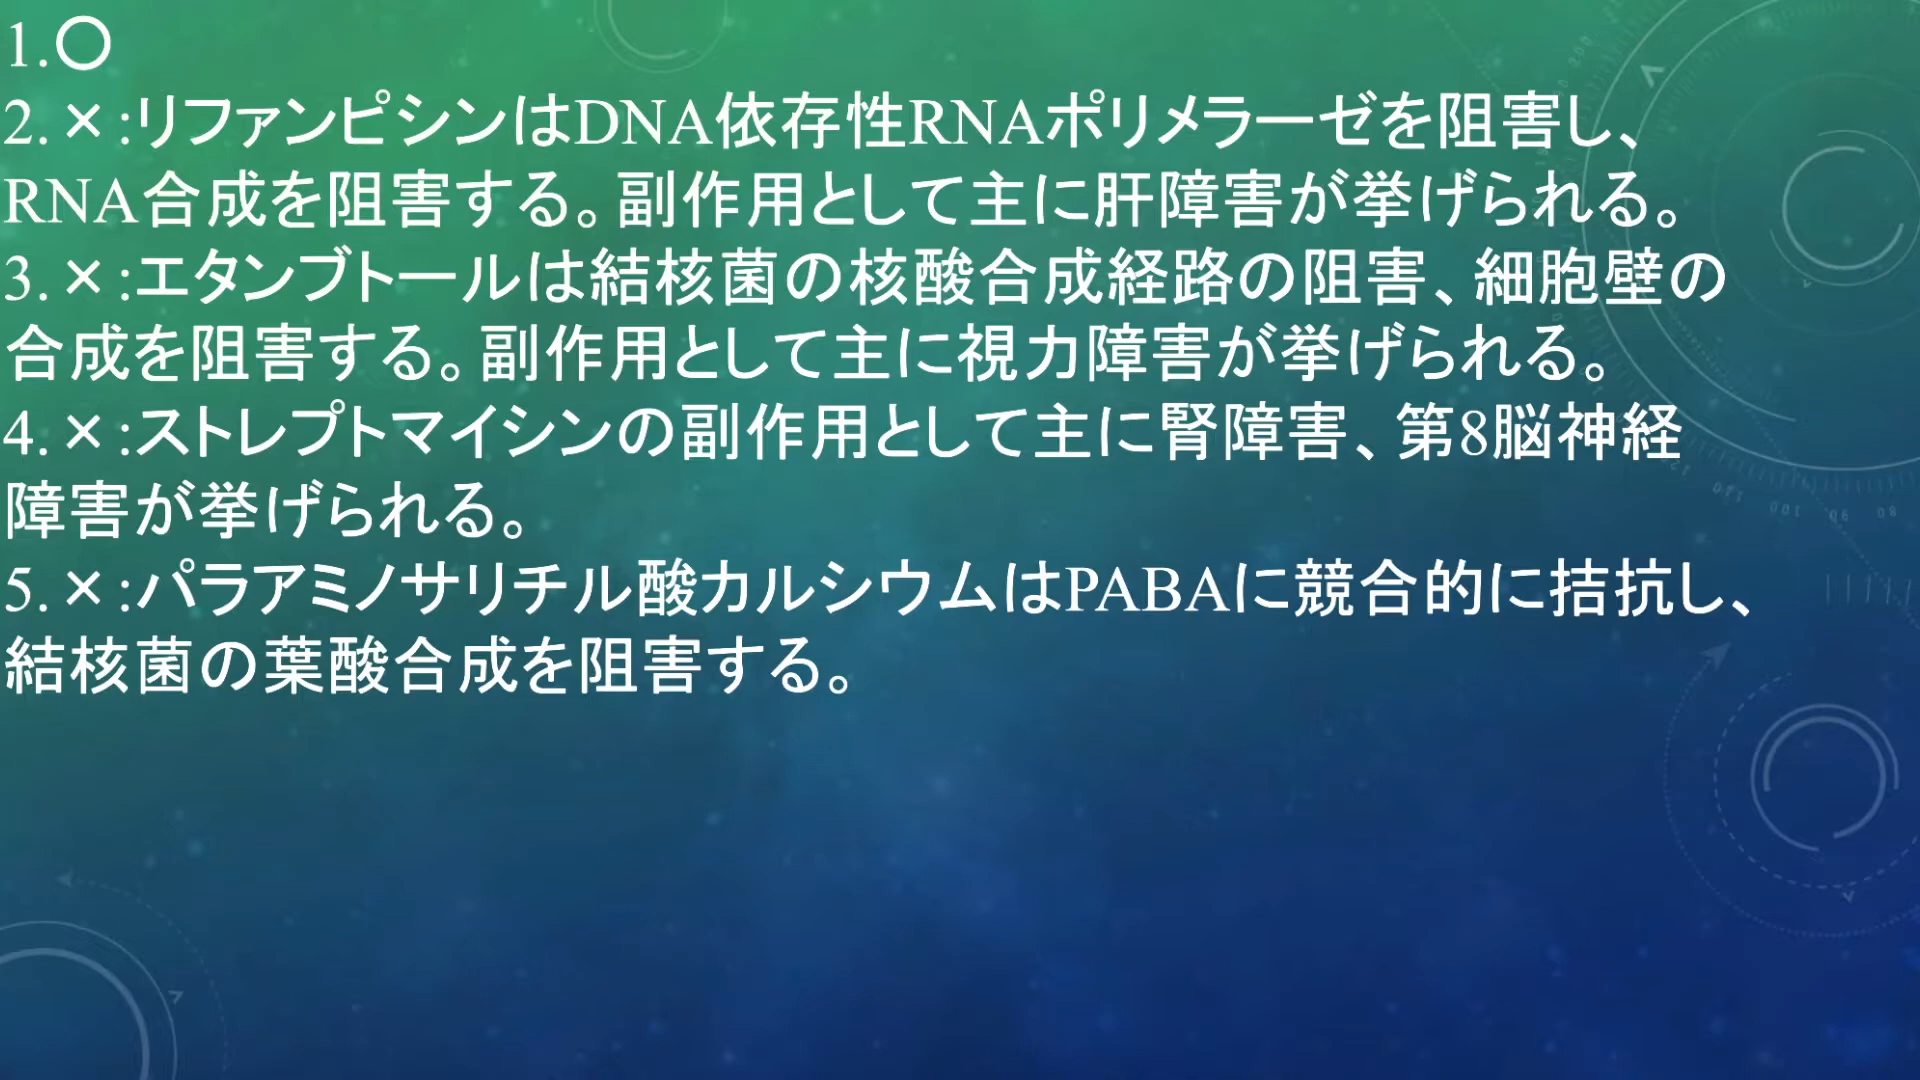 1.〇
2.×:リファンピシンはDNA依存性RNAポリメラーゼを阻害し、
RNA合成を阻害する。副作用として主に肝障害が挙げられる。
3.×:エタンブトールは結核菌の核酸合成経路の阻害、細胞壁の
合成を阻害する。副作用として主に視力障害が挙げられる。
4.×:ストレプトマイシンの副作用として主に腎障害、第8脳神経
障害が挙げられる。
5.×:パラアミノサリチル酸カルシウムはPABAに競合的に拮抗し、
結核菌の葉酸合成を阻害する。